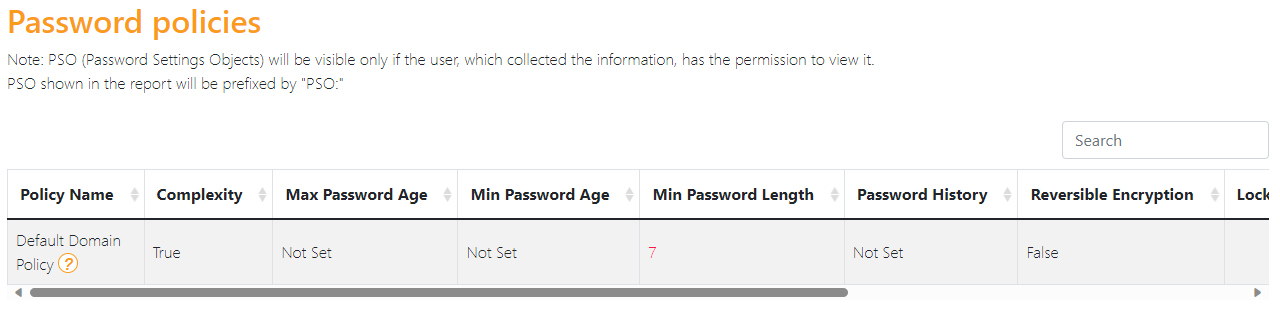 Password policies
Note: PSO (Password Settings Objects) will be visible only if the user, which collected the information, has the permission to view it.
PSO shown in the report will be prefixed by "PSO:"
Search
Policy Name Complexity Max Password Age Min Password Age Min Password Length Password History Reversible Encryption Lock
Default Domain
Policy ? True Not Set Not Set 7 Not Set False